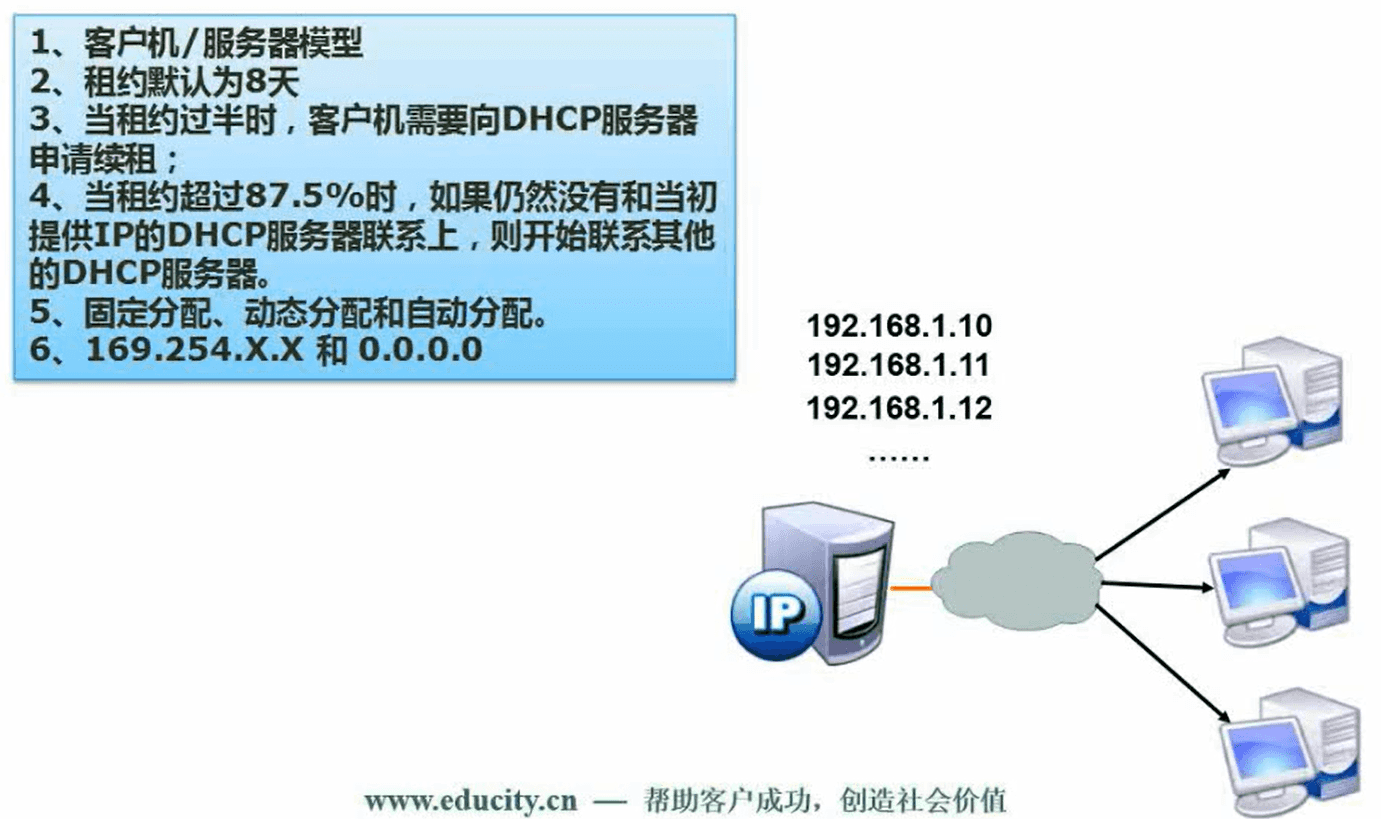 1、客户机/服务器模型
2、租约默认为8天
3、当租约过半时，客户机需要向DHCP服务器
申请续租；
4、当租约超过87.5%时，如果仍然没有和当初
提供IP的DHCP服务器联系上，则开始联系其他
的DHCP服务器。
5、固定分配、动态分配和自动分配。
6、169.254.X.X 和 0.0.0.0
192.168.1.10
192.168.1.11
192.168.1.12
……
IP
www.educity.cn — 帮助客户成功，创造社会价值